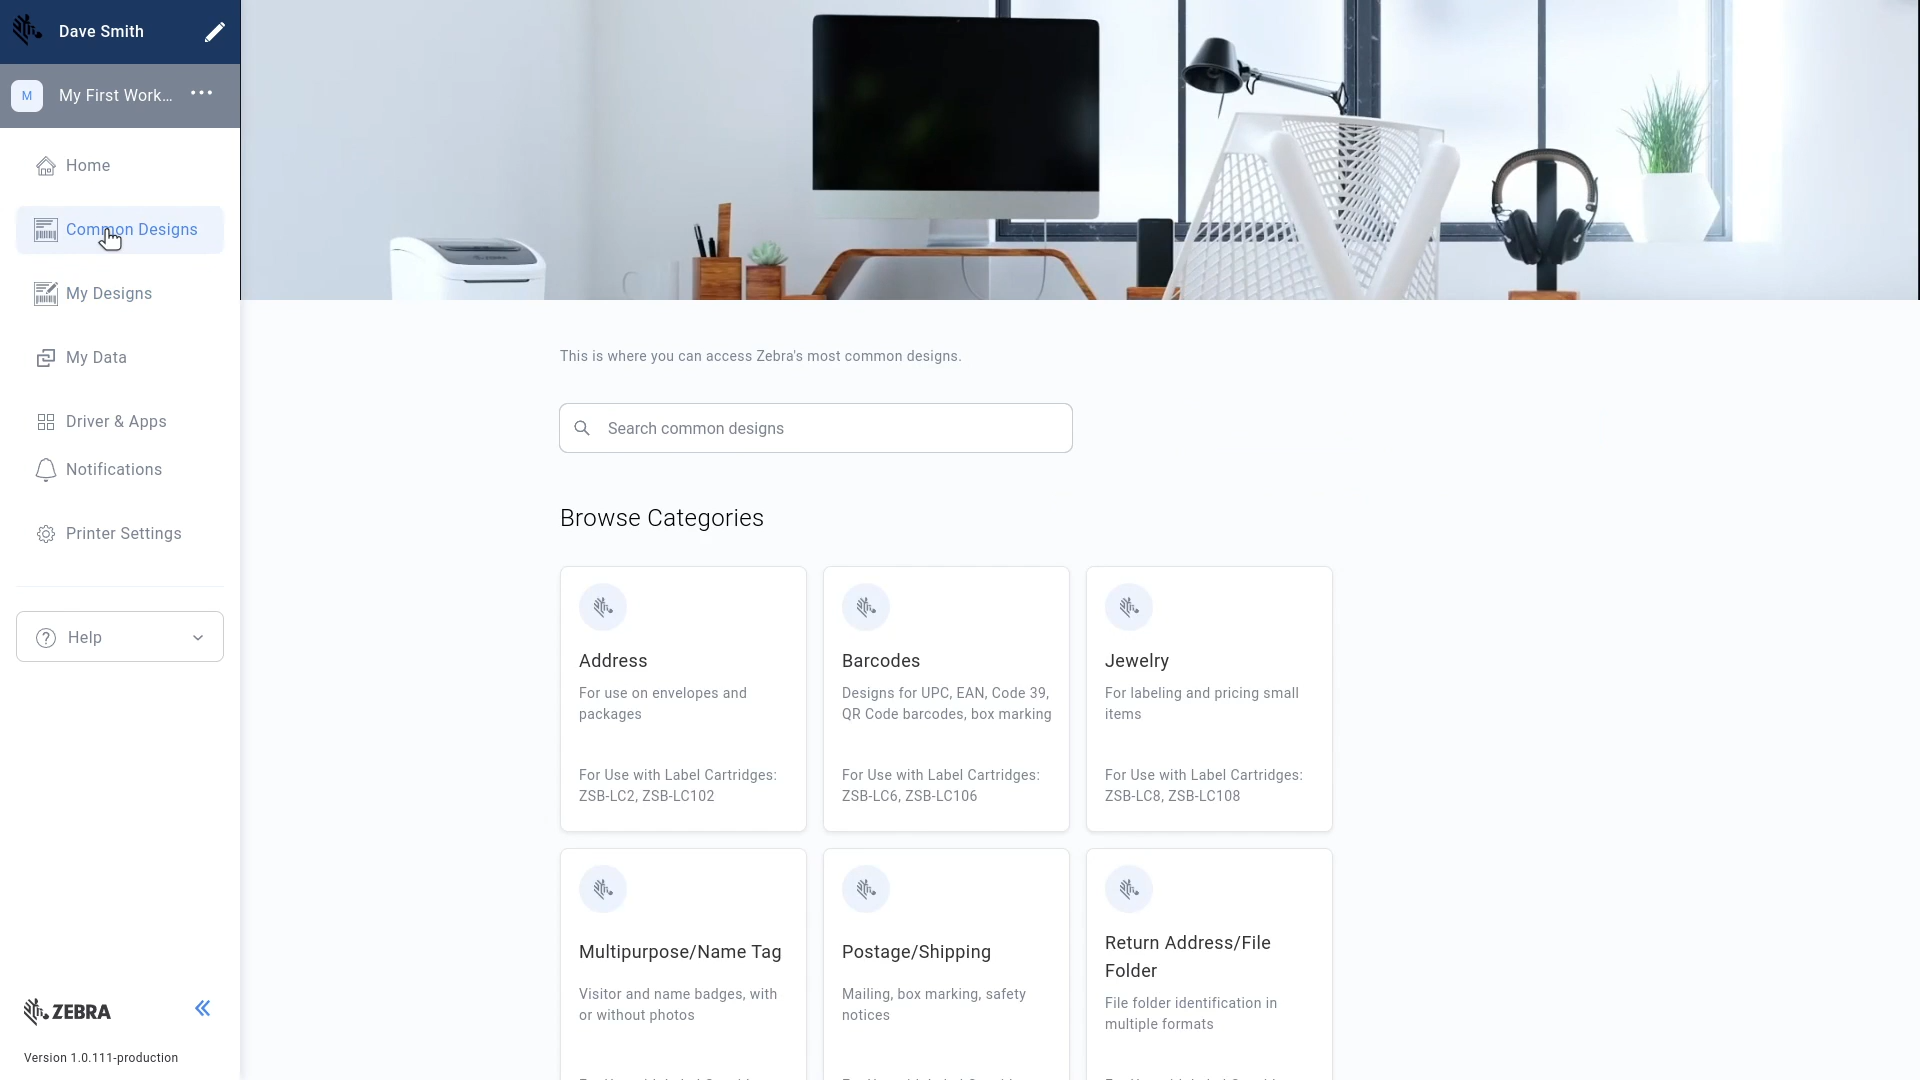 Dave Smith
M
My First Work...
Home
Common Designs
My Designs
My Data
Driver & Apps
Notifications
Printer Settings
Help
ZEBRA
Version 1.0.111-production
This is where you can access Zebra's most common designs.
Search common designs
Browse Categories
Address
For use on envelopes and
packages
For Use with Label Cartridges:
ZSB-LC2, ZSB-LC102
Barcodes
Designs for UPC, EAN, Code 39,
QR Code barcodes, box marking
For Use with Label Cartridges:
ZSB-LC6, ZSB-LC106
Jewelry
For labeling and pricing small
items
For Use with Label Cartridges:
ZSB-LC8, ZSB-LC108
Multipurpose/Name Tag
Visitor and name badges, with
or without photos
Postage/Shipping
Mailing, box marking, safety
notices
Return Address/File
Folder
File folder identification in
multiple formats